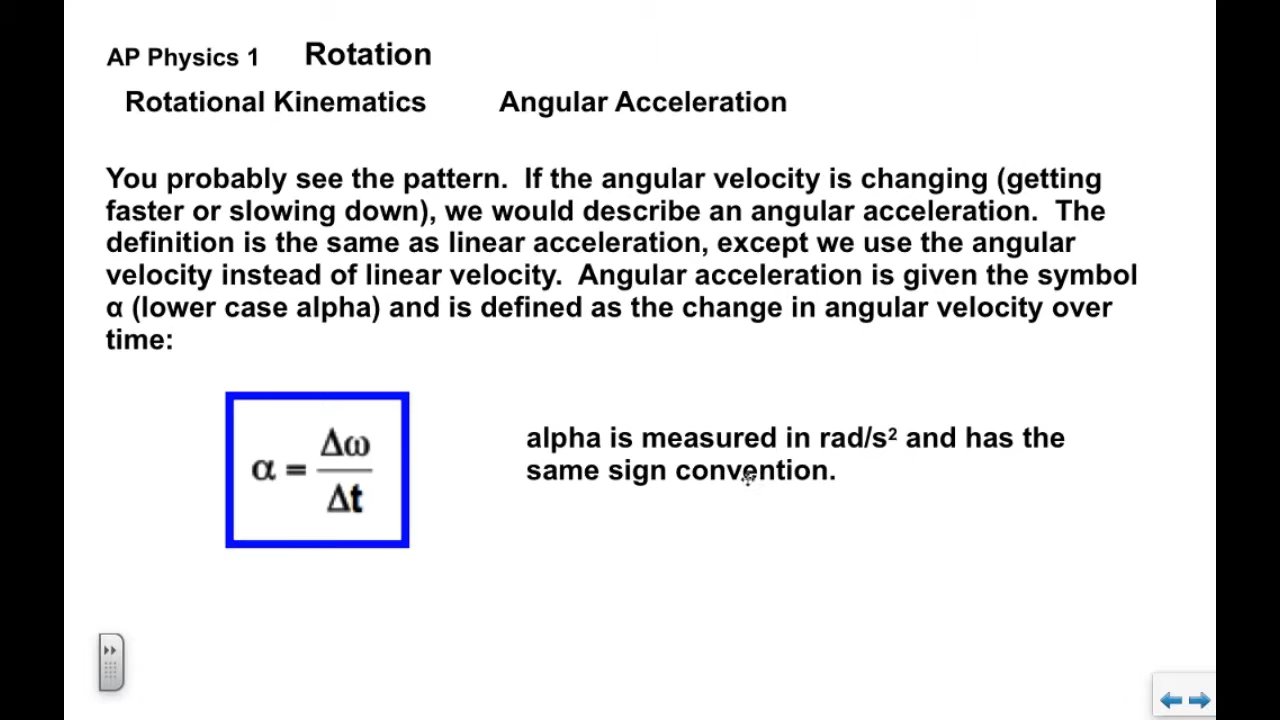 AP Physics 1 Rotation
Rotational Kinematics Angular Acceleration
You probably see the pattern. If the angular velocity is changing (getting
faster or slowing down), we would describe an angular acceleration. The
definition is the same as linear acceleration, except we use the angular
velocity instead of linear velocity. Angular acceleration is given the symbol
α (lower case alpha) and is defined as the change in angular velocity over
time:
α = Δω
Δt
alpha is measured in rad/s² and has the
same sign convention.